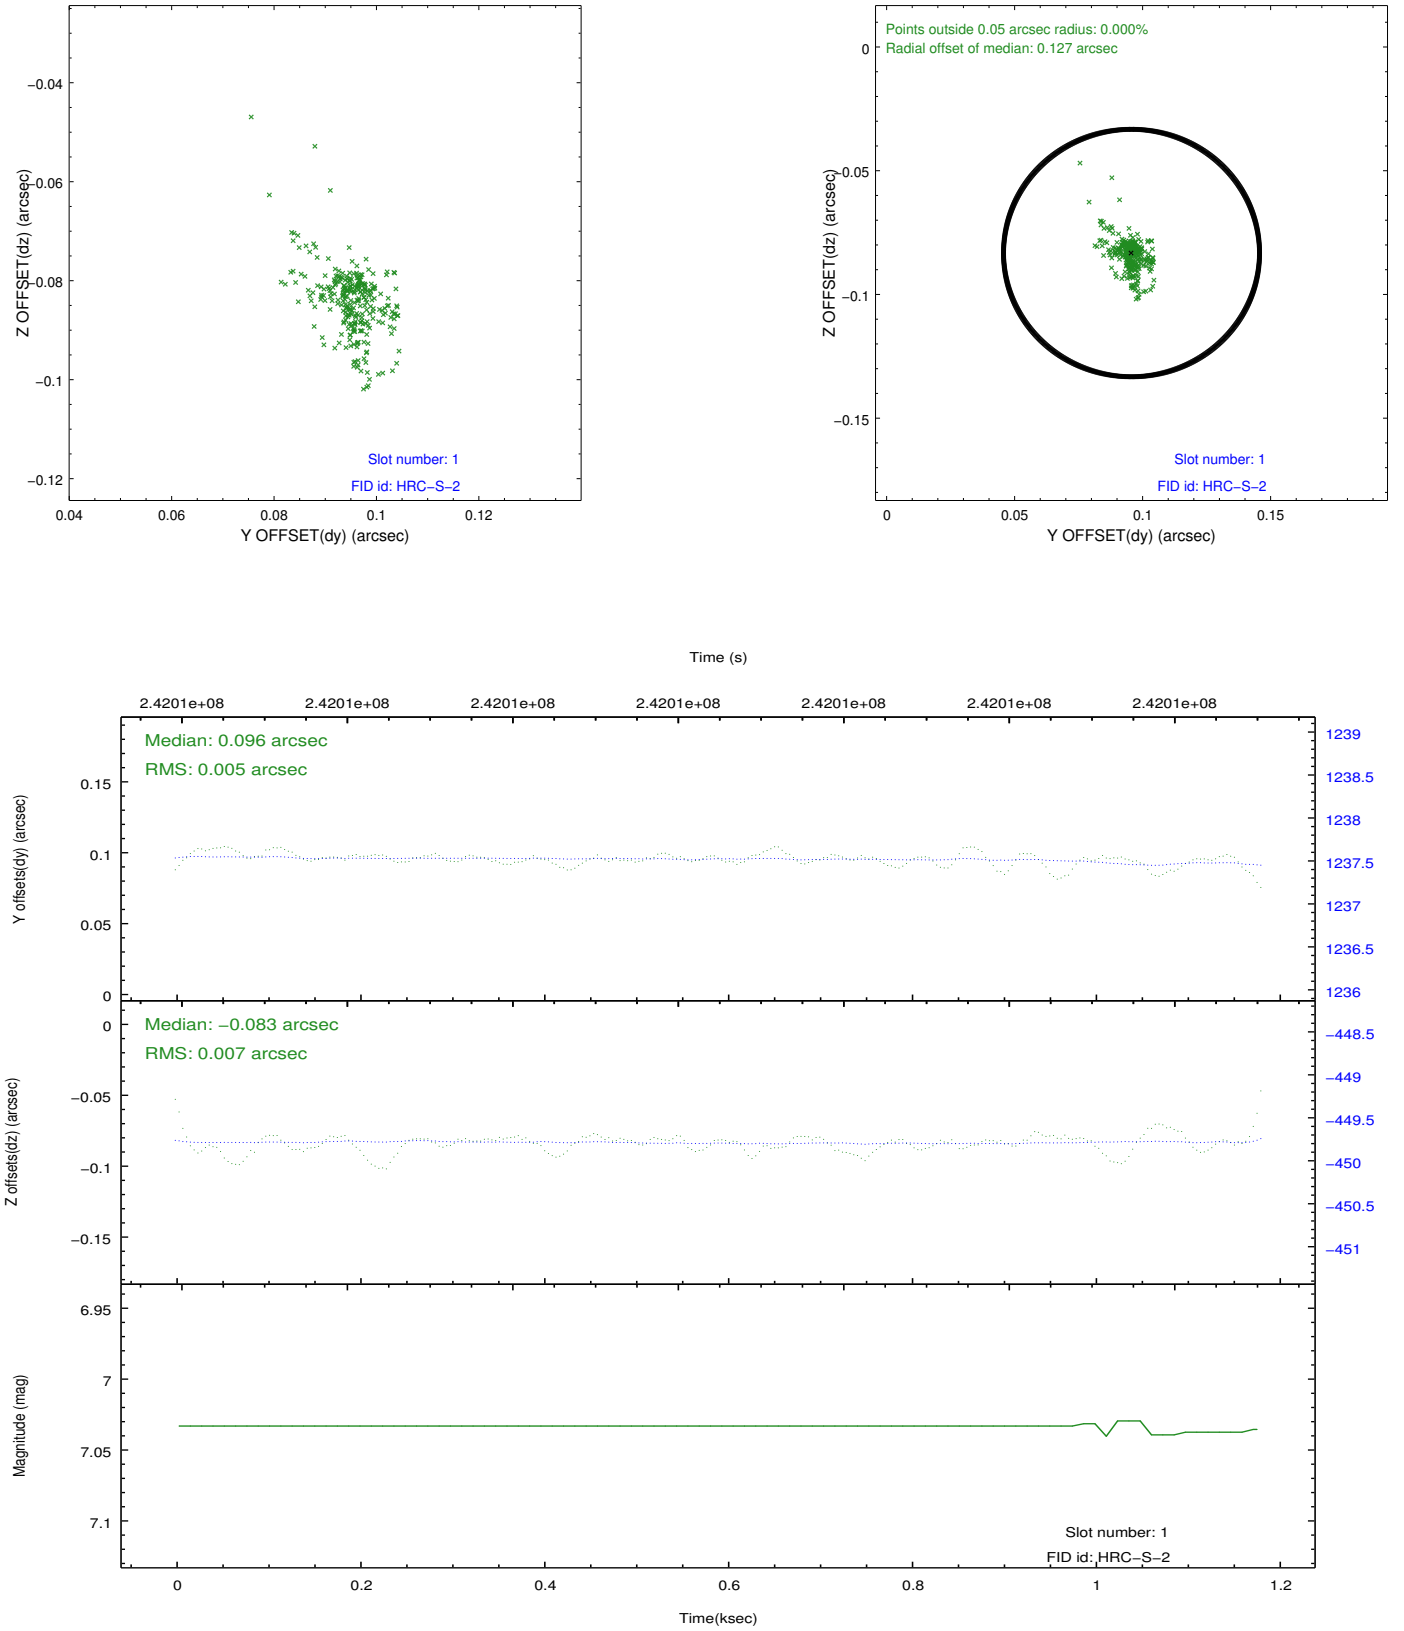 −0.04
−0.06
−0.08
−0.1
−0.12
Z OFFSET(dz) (arcsec)
Slot number: 1
FID id: HRC−S−2
0.04 0.06 0.08 0.1 0.12
Y OFFSET(dy) (arcsec)
Points outside 0.05 arcsec radius: 0.000%
Radial offset of median: 0.127 arcsec
0
−0.05
−0.1
−0.15
Z OFFSET(dz) (arcsec)
Slot number: 1
FID id: HRC−S−2
0 0.05 0.1 0.15
Y OFFSET(dy) (arcsec)
Time (s)
2.4201e+08 2.4201e+08 2.4201e+08 2.4201e+08 2.4201e+08 2.4201e+08 2.4201e+08
Median: 0.096 arcsec
RMS: 0.005 arcsec
0.15
0.1
0.05
0
Y offsets(dy) (arcsec)
1239
1238.5
1238
1237.5
1237
1236.5
1236
Median: −0.083 arcsec
RMS: 0.007 arcsec
0
−0.05
−0.1
−0.15
Z offsets(dz) (arcsec)
−448.5
−449
−449.5
−450
−450.5
−451
6.95
7
7.05
7.1
Magnitude (mag)
Slot number: 1
FID id: HRC−S−2
0 0.2 0.4 0.6 0.8 1 1.2
Time(ksec)